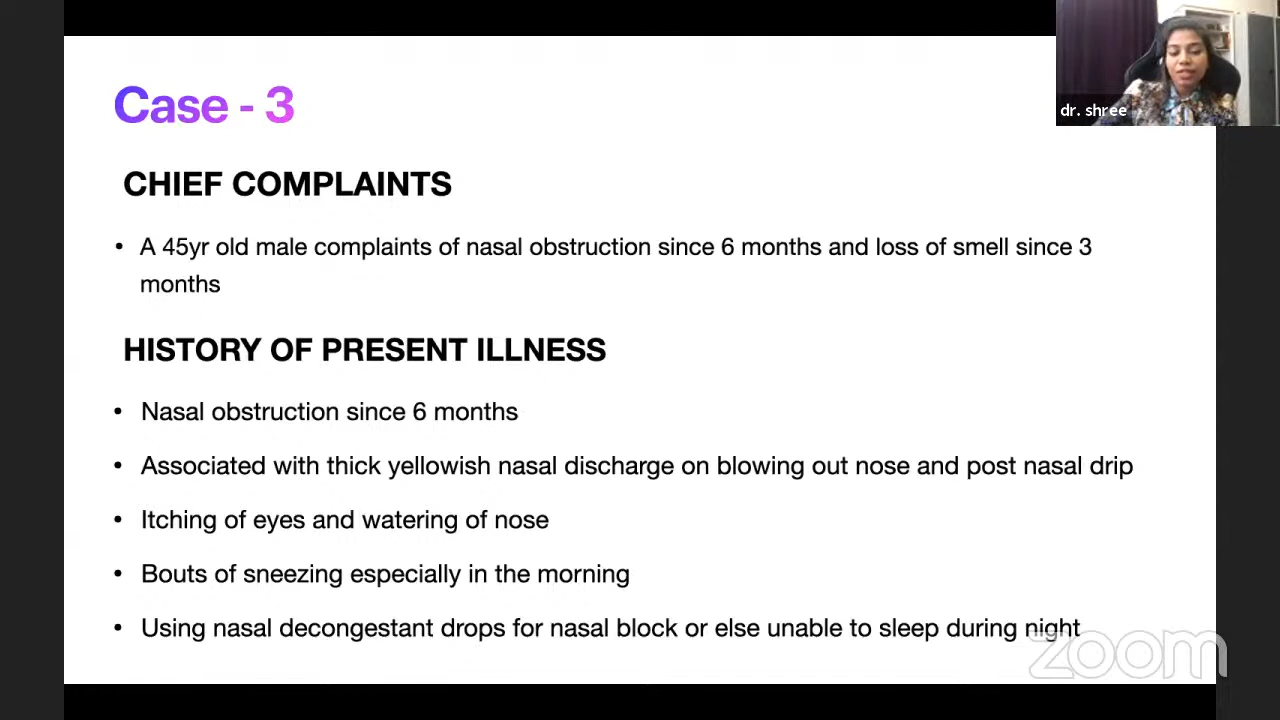 Case - 3
dr. shree
CHIEF COMPLAINTS
• A 45yr old male complaints of nasal obstruction since 6 months and loss of smell since 3
months
HISTORY OF PRESENT ILLNESS
• Nasal obstruction since 6 months
• Associated with thick yellowish nasal discharge on blowing out nose and post nasal drip
• Itching of eyes and watering of nose
• Bouts of sneezing especially in the morning
• Using nasal decongestant drops for nasal block or else unable to sleep during night
zoom